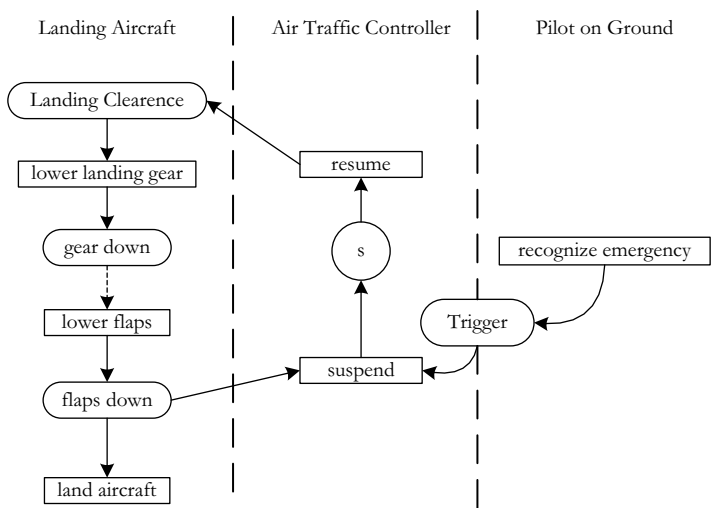 Landing Aircraft
Air Traffic Controller
Pilot on Ground
Landing Clearence
resume
lower landing gear
gear down
s
recognize emergency
lower flaps
Trigger
suspend
flaps down
land aircraft